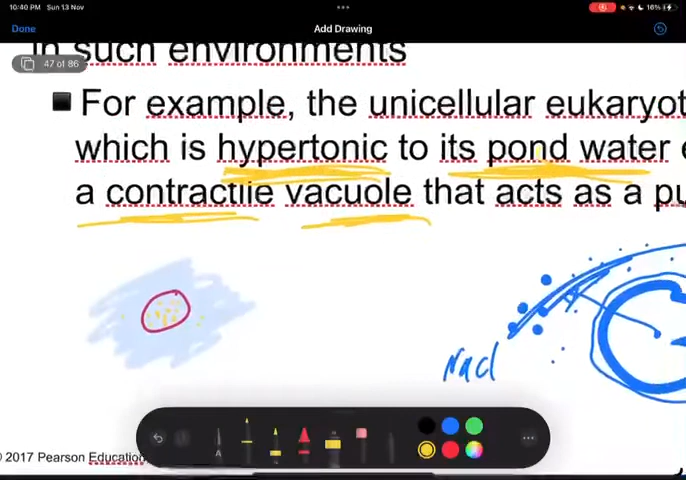 10:40 PM Sun 13 Nov
16%
Done
Add Drawing
in such environments
47 of 86
For example, the unicellular eukaryot
which is hypertonic to its pond water e
a contractile vacuole that acts as a pu
Nacl
© 2017 Pearson Education